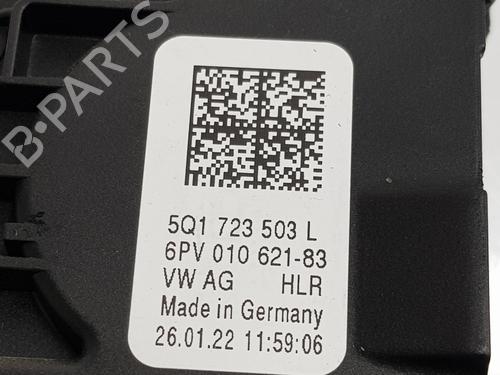 B-PARTS
5Q1 723 503 L
6PV 010 621-83
VW AG HLR
Made in Germany
26.01.22 11:59:06